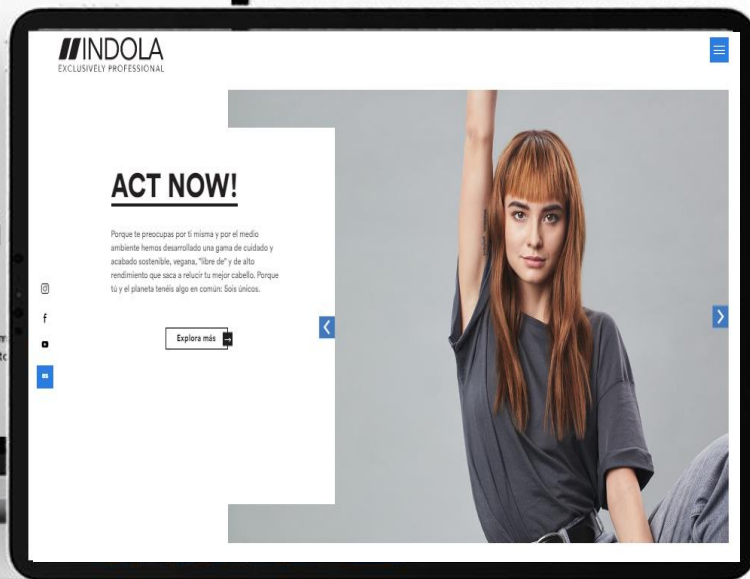 INDOLA
EXCLUSIVELY PROFESSIONAL
ACT NOW!
Porque te preocupas por ti misma y por el medio
ambiente hemos desarrollado una gama de cuidado y
acabado sostenible, vegana, "libre de" y de alto
rendimiento que saca a relucir tu mejor cabello. Porque
tú y el planeta tenéis algo en común: Sois únicos.
Explora más